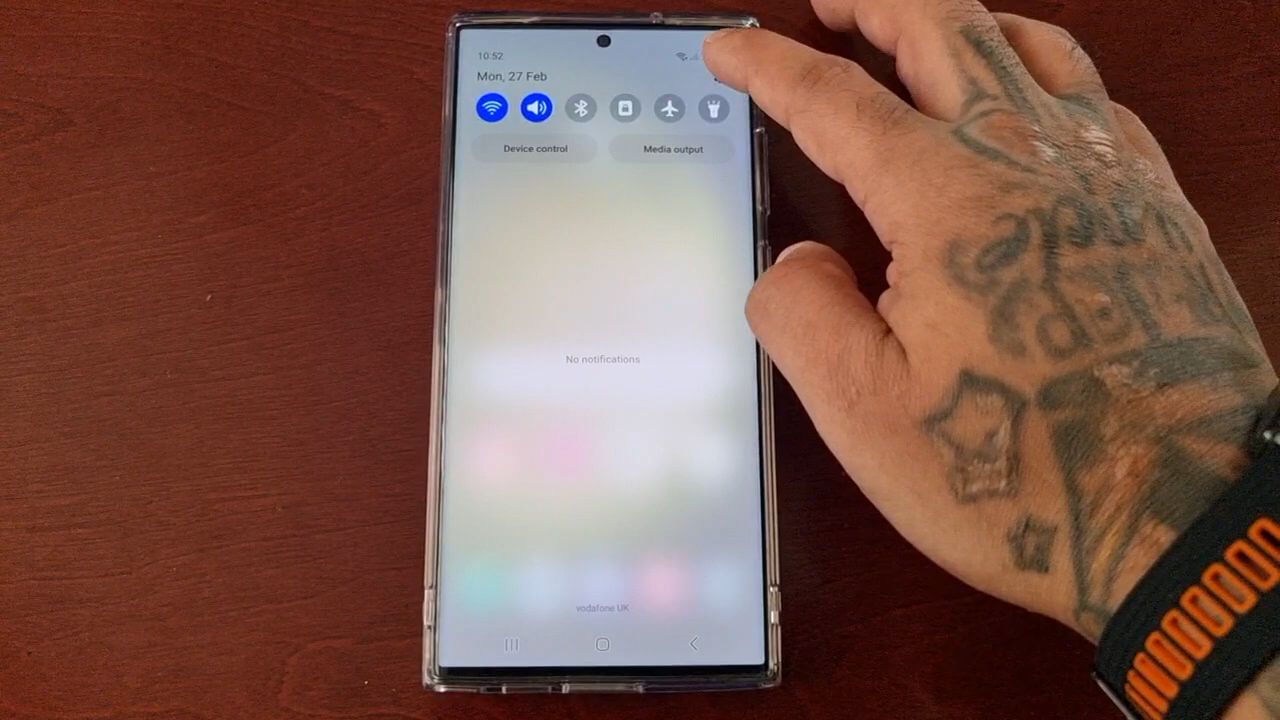 10:52
Mon, 27 Feb
Device control
Media output
No notifications
vodafone UK